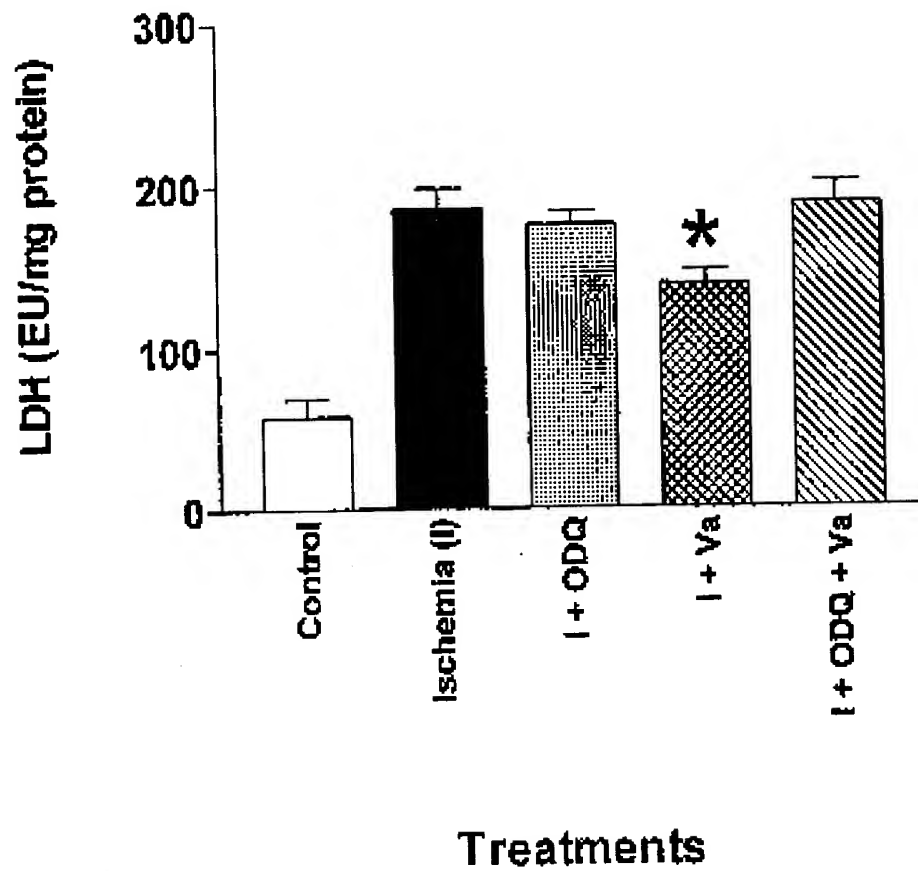 LDH (EU/mg protein)
300
200
100
0
*
Control
Ischemia (I)
I + ODQ
I + Va
I + ODQ + Va
Treatments